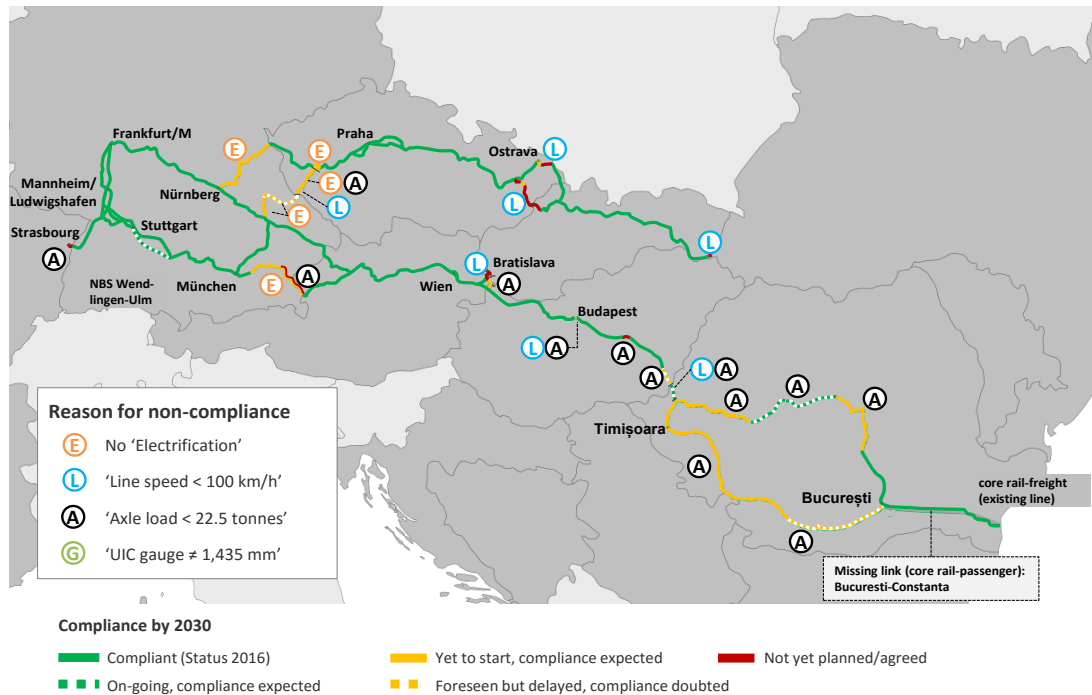 Frankfurt/M
E
Praha
E
Ostrava
L
Mannheim/
Ludwigshafen
Nürnberg
E
A
L
L
Strasbourg
Stuttgart
E
A
L
NBS Wend-
lingen-Ulm
München
E
A
Wien
L
Bratislava
A
Budapest
L
A
A
A
L
A
A
A
A
Timișoara
A
București
A
core rail-freight
(existing line)
Missing link (core rail-passenger):
Bucuresti-Constanta
Reason for non-compliance
E No ‘Electrification’
L ‘Line speed < 100 km/h’
A ‘Axle load < 22.5 tonnes’
G ‘UIC gauge ≠ 1,435 mm’
Compliance by 2030
Compliant (Status 2016)
Yet to start, compliance expected
Not yet planned/agreed
On-going, compliance expected
Foreseen but delayed, compliance doubted